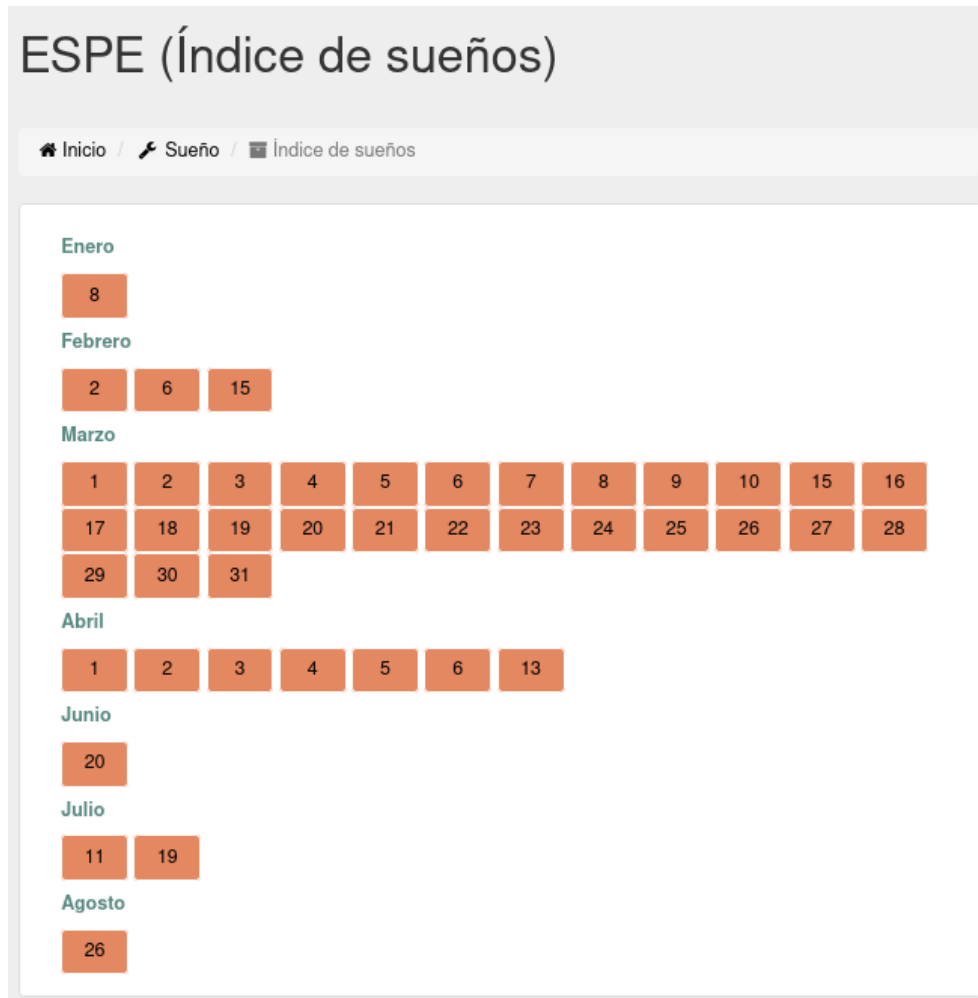 ESPE (Índice de sueños)
Inicio / Sueño / Índice de sueños
Enero
8
Febrero
2 6 15
Marzo
1 2 3 4 5 6 7 8 9 10 15 16
17 18 19 20 21 22 23 24 25 26 27 28
29 30 31
Abril
1 2 3 4 5 6 13
Junio
20
Julio
11 19
Agosto
26